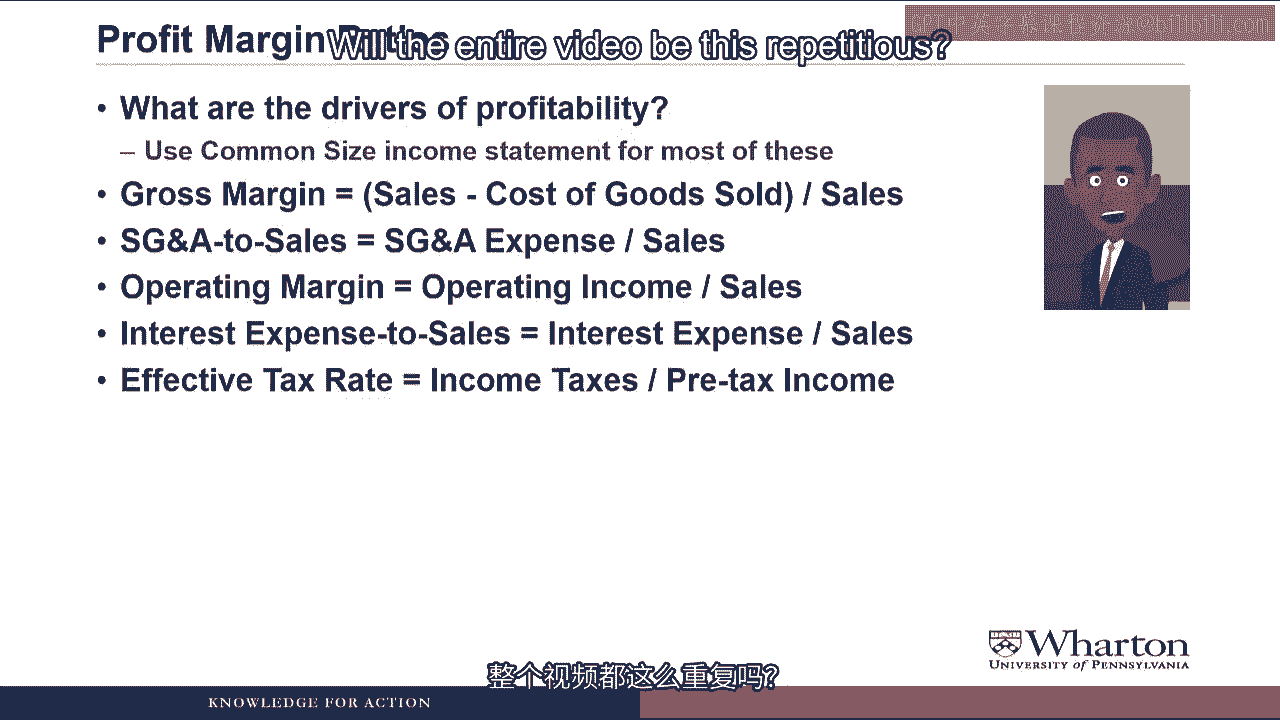 Profit Margin
Will the entire video be this repetitious?
• What are the drivers of profitability?
– Use Common Size income statement for most of these
• Gross Margin = (Sales - Cost of Goods Sold) / Sales
• SG&A-to-Sales = SG&A Expense / Sales
• Operating Margin = Operating Income / Sales
• Interest Expense-to-Sales = Interest Expense / Sales
• Effective Tax Rate = Income Taxes / Pre-tax Income
Wharton
UNIVERSITY of PENNSYLVANIA
整个视频都这么重复吗?
KNOWLEDGE FOR ACTION